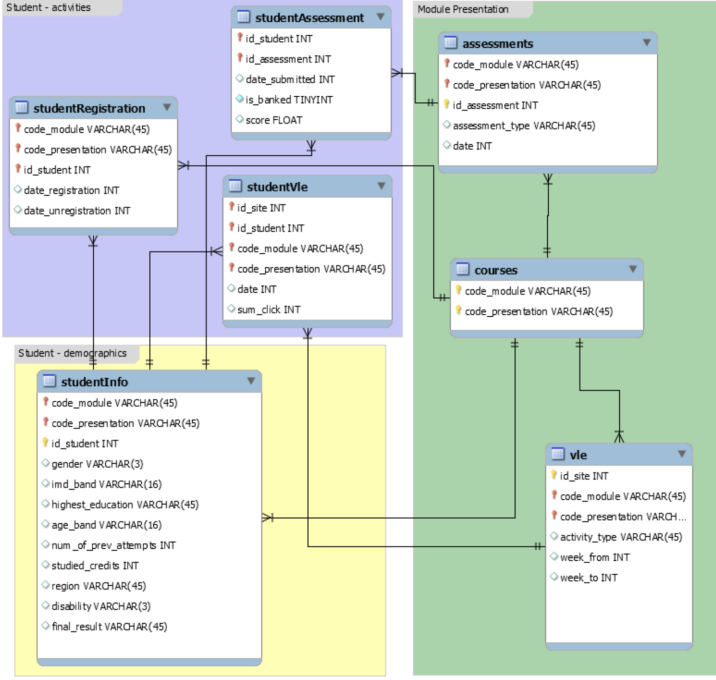 Student - activities
studentAssessment
id_student INT
id_assessment INT
date_submitted INT
is_banked TINYINT
score FLOAT
studentRegistration
code_module VARCHAR(45)
code_presentation VARCHAR(45)
id_student INT
date_registration INT
date_unregistration INT
studentVle
id_site INT
id_student INT
code_module VARCHAR(45)
code_presentation VARCHAR(45)
date INT
sum_click INT
Student - demographics
studentInfo
code_module VARCHAR(45)
code_presentation VARCHAR(45)
id_student INT
gender VARCHAR(3)
imd_band VARCHAR(16)
highest_education VARCHAR(45)
age_band VARCHAR(16)
num_of_prev_attempts INT
studied_credits INT
region VARCHAR(45)
disability VARCHAR(3)
final_result VARCHAR(45)
Module Presentation
assessments
code_module VARCHAR(45)
code_presentation VARCHAR(45)
id_assessment INT
assessment_type VARCHAR(45)
date INT
courses
code_module VARCHAR(45)
code_presentation VARCHAR(45)
vle
id_site INT
code_module VARCHAR(45)
code_presentation VARCH...
activity_type VARCHAR(45)
week_from INT
week_to INT